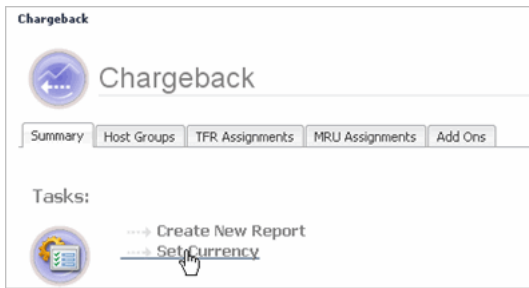 Chargeback
Chargeback
Summary Host Groups TFR Assignments MRU Assignments Add Ons
Tasks:
Create New Report
Set Currency